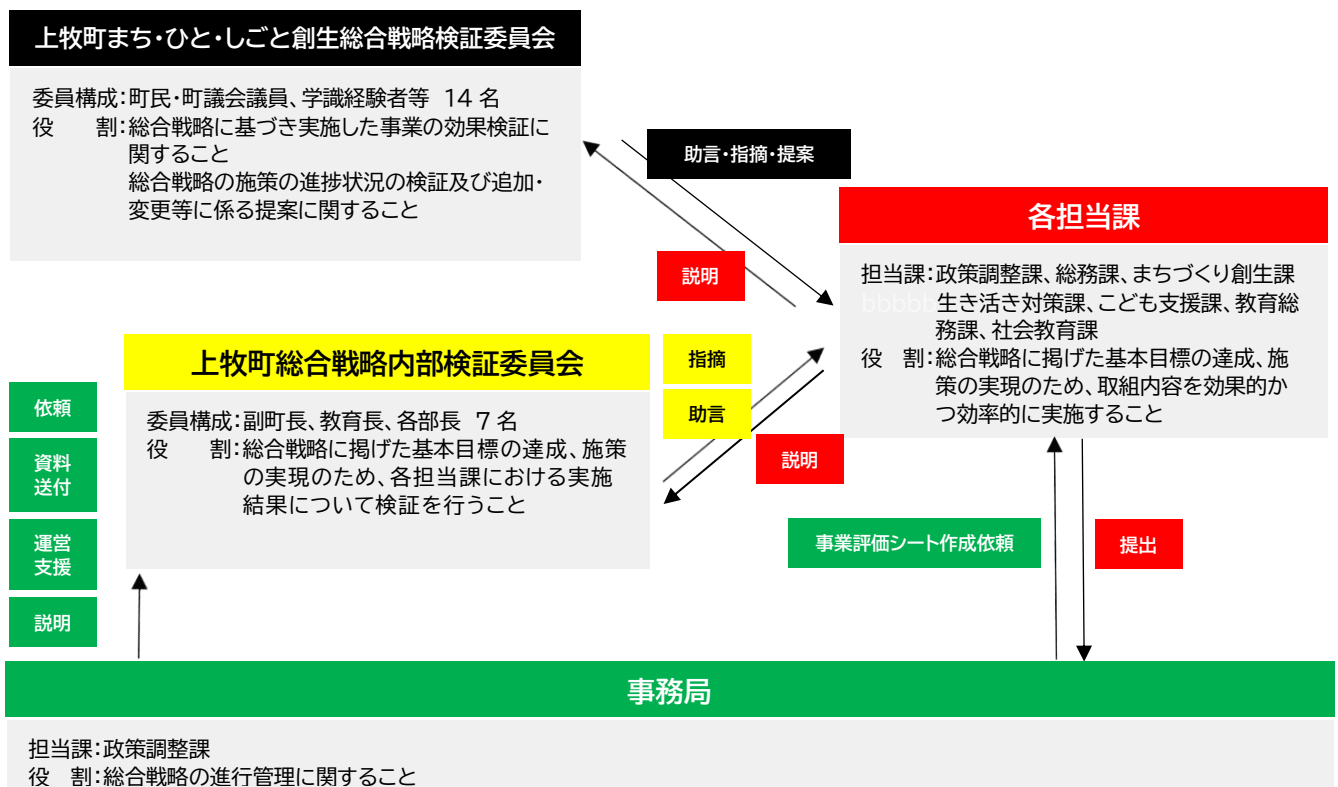 上牧町まち・ひと・しごと創生総合戦略検証委員会
委員構成：町民・町議会議員、学識経験者等 14 名
役　　割：総合戦略に基づき実施した事業の効果検証に
関すること
総合戦略の施策の進捗状況の検証及び追加・
変更等に係る提案に関すること
助言・指摘・提案
説明
各担当課
担当課：政策調整課、総務課、まちづくり創生課
bbbbb生き活き対策課、こども支援課、教育総
務課、社会教育課
役　割：総合戦略に掲げた基本目標の達成、施
策の実現のため、取組内容を効果的か
つ効率的に実施すること
上牧町総合戦略内部検証委員会
委員構成：副町長、教育長、各部長 7 名
役　　割：総合戦略に掲げた基本目標の達成、施策
の実現のため、各担当課における実施
結果について検証を行うこと
指摘
助言
説明
依頼
資料
送付
運営
支援
説明
事業評価シート作成依頼
提出
事務局
担当課：政策調整課
役　割：総合戦略の進行管理に関すること